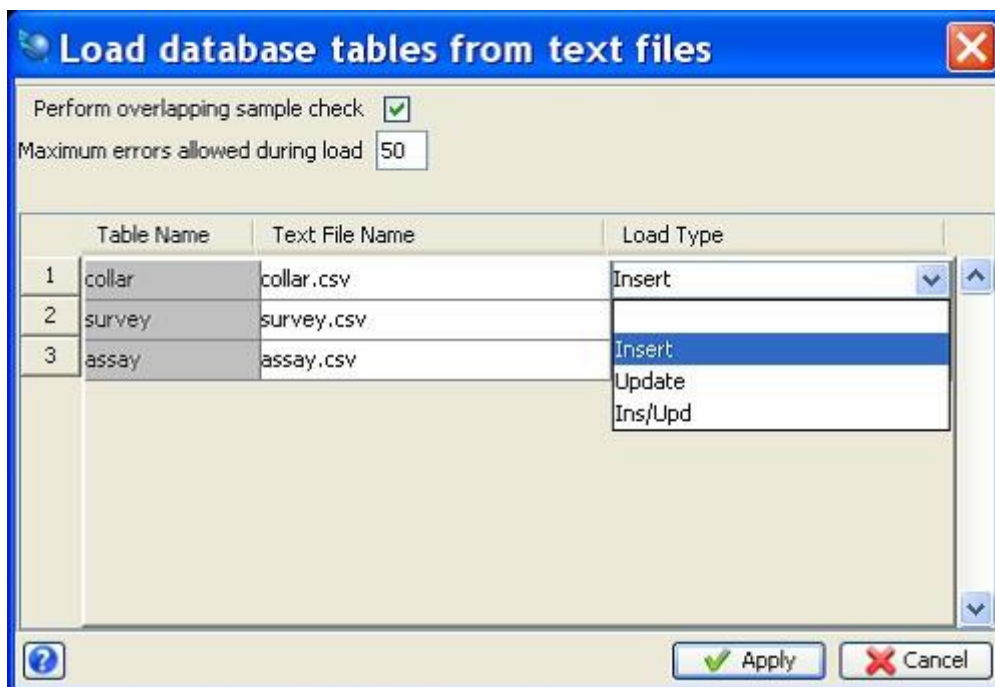 Load database tables from text files
Perform overlapping sample check
Maximum errors allowed during load 50
Table Name Text File Name Load Type
1 collar collar.csv Insert
2 survey survey.csv
Insert
3 assay assay.csv
Update
Ins/Upd
? Apply Cancel